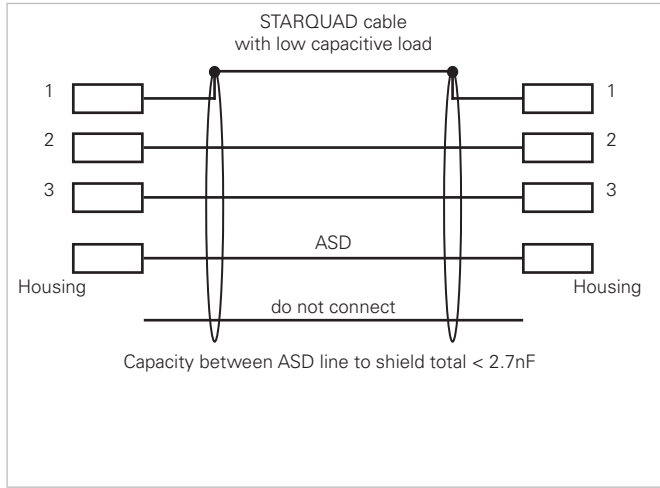 STARQUAD cable
with low capacitive load
1 1
2 2
3 3
ASD
Housing Housing
do not connect
Capacity between ASD line to shield total < 2.7nF